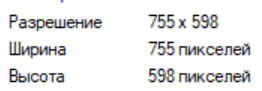 Разрешение 755 x 598
Ширина 755 пикселей
Высота 598 пикселей